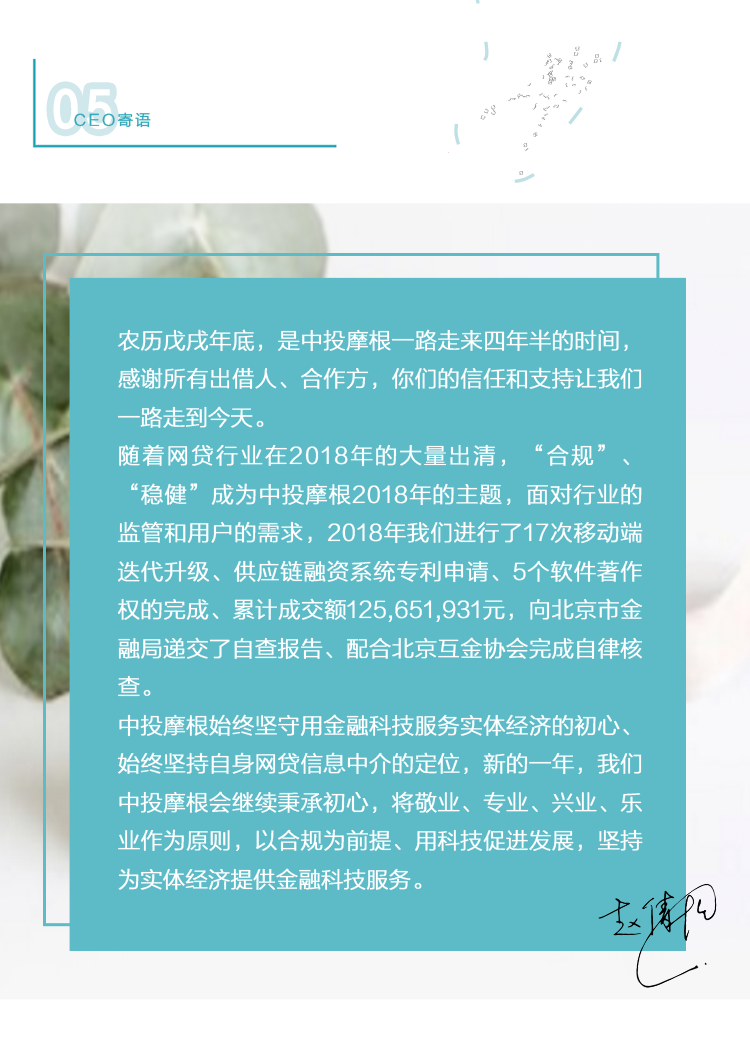 05
CEO寄语
农历戊戌年底，是中投摩根一路走来四年半的时间，
感谢所有出借人、合作方，你们的信任和支持让我们
一路走到今天。
随着网贷行业在2018年的大量出清，“合规”、
“稳健”成为中投摩根2018年的主题，面对行业的
监管和用户的需求，2018年我们进行了17次移动端
迭代升级、供应链融资系统专利申请、5个软件著作
权的完成、累计成交额125,651,931元，向北京市金
融局递交了自查报告、配合北京互金协会完成自律核
查。
中投摩根始终坚守用金融科技服务实体经济的初心、
始终坚持自身网贷信息中介的定位，新的一年，我们
中投摩根会继续秉承初心，将敬业、专业、兴业、乐
业作为原则，以合规为前提、用科技促进发展，坚持
为实体经济提供金融科技服务。